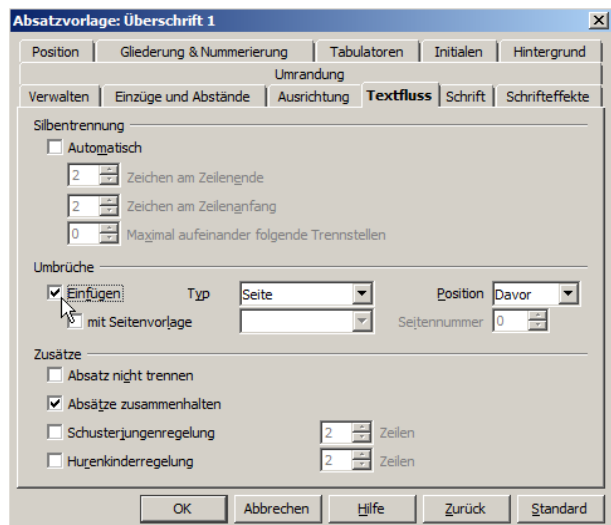 Absatzvorlage: Überschrift 1
Position Gliederung & Nummerierung Tabulatoren Initialen Hintergrund
Umrandung
Verwalten Einzüge und Abstände Ausrichtung Textfluss Schrift Schrifteffekte
Silbentrennung
Automatisch
2 Zeichen am Zeilenende
2 Zeichen am Zeilenanfang
0 Maximal aufeinander folgende Trennstellen
Umbrüche
Einfügen Typ Seite Position Davor
mit Seitenvorlage Seitennummer 0
Zusätze
Absatz nicht trennen
Absätze zusammenhalten
Schusterjungenregelung 2 Zeilen
Hurenkinderregelung 2 Zeilen
OK Abbrechen Hilfe Zurück Standard